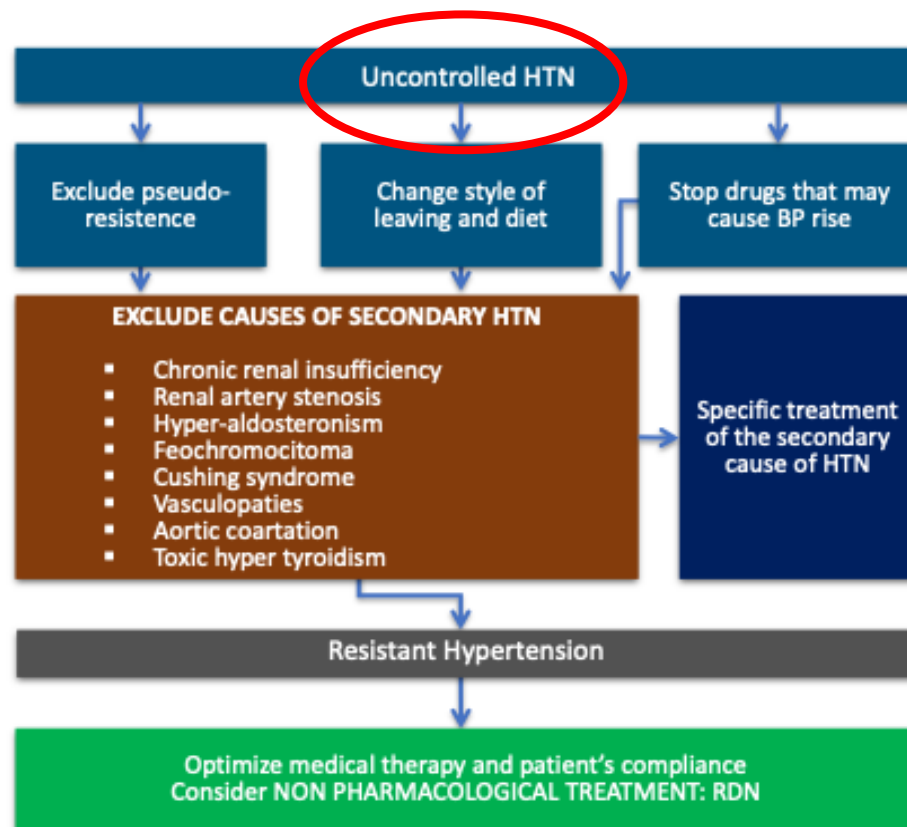 Uncontrolled HTN
Exclude pseudo-
resistence
Change style of
leaving and diet
Stop drugs that may
cause BP rise
EXCLUDE CAUSES OF SECONDARY HTN
▪ Chronic renal insufficiency
▪ Renal artery stenosis
▪ Hyper-aldosteronism
▪ Feochromocitoma
▪ Cushing syndrome
▪ Vasculopaties
▪ Aortic coartation
▪ Toxic hyper tyroidism
Specific treatment
of the secondary
cause of HTN
Resistant Hypertension
Optimize medical therapy and patient's compliance
Consider NON PHARMACOLOGICAL TREATMENT: RDN